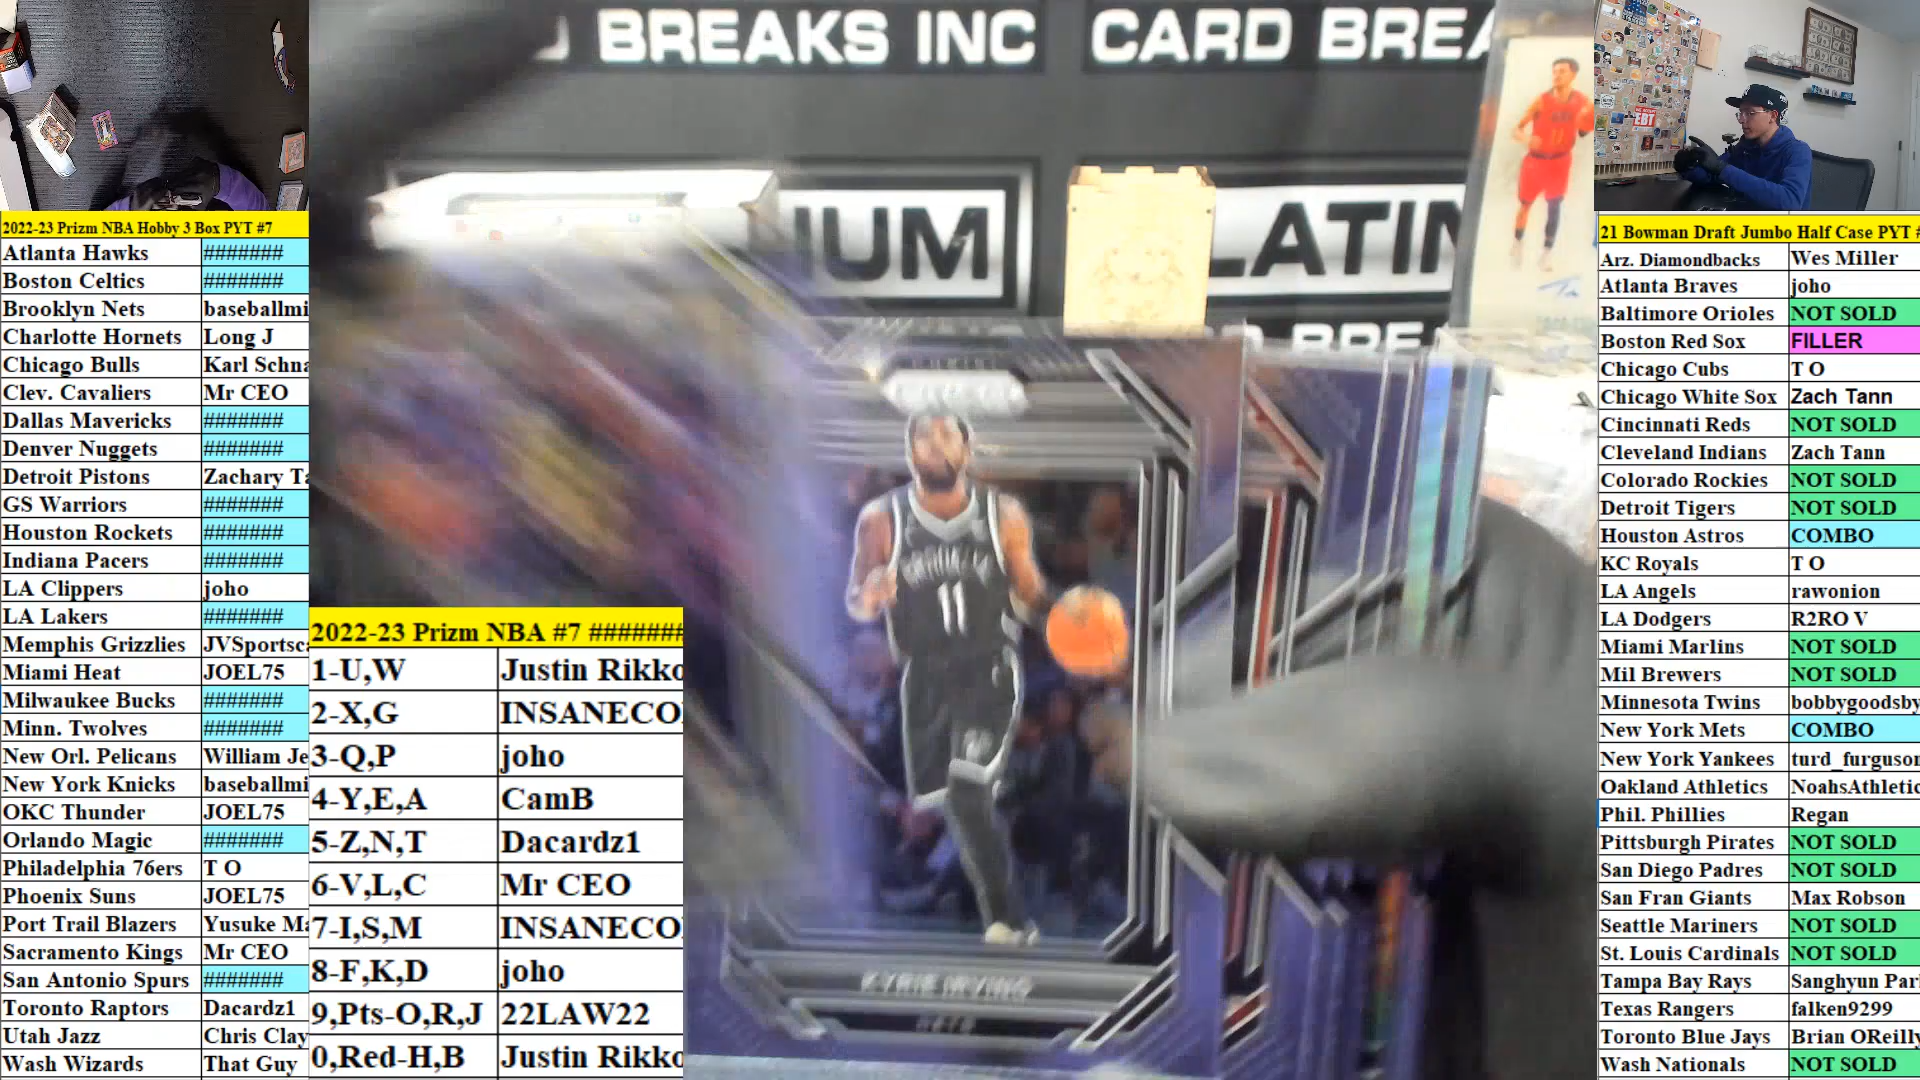 BREAKS INC
CARD BREA
IUM
LATIN
D BRE
BROOKLYN
11
KYRIE IRVING
NETS
EBT
2022-23 Prizm NBA Hobby 3 Box PYT #7
Atlanta Hawks #######
Boston Celtics #######
Brooklyn Nets baseballmi
Charlotte Hornets Long J
Chicago Bulls Karl Schna
Clev. Cavaliers Mr CEO
Dallas Mavericks #######
Denver Nuggets #######
Detroit Pistons Zachary Ta
GS Warriors #######
Houston Rockets #######
Indiana Pacers #######
LA Clippers joho
LA Lakers #######
Memphis Grizzlies JVSportsca
Miami Heat JOEL75
Milwaukee Bucks #######
Minn. Twolves #######
New Orl. Pelicans William Je
New York Knicks baseballmi
OKC Thunder JOEL75
Orlando Magic #######
Philadelphia 76ers T O
Phoenix Suns JOEL75
Port Trail Blazers Yusuke Ma
Sacramento Kings Mr CEO
San Antonio Spurs #######
Toronto Raptors Dacardz1
Utah Jazz Chris Clay
Wash Wizards That Guy
2022-23 Prizm NBA #7 #######
1-U,W Justin Rikko
2-X,G INSANECO
3-Q,P joho
4-Y,E,A CamB
5-Z,N,T Dacardz1
6-V,L,C Mr CEO
7-I,S,M INSANECO
8-F,K,D joho
9,Pts-O,R,J 22LAW22
0,Red-H,B Justin Rikko
21 Bowman Draft Jumbo Half Case PYT #
Arz. Diamondbacks Wes Miller
Atlanta Braves joho
Baltimore Orioles NOT SOLD
Boston Red Sox FILLER
Chicago Cubs T O
Chicago White Sox Zach Tann
Cincinnati Reds NOT SOLD
Cleveland Indians Zach Tann
Colorado Rockies NOT SOLD
Detroit Tigers NOT SOLD
Houston Astros COMBO
KC Royals T O
LA Angels rawonion
LA Dodgers R2RO V
Miami Marlins NOT SOLD
Mil Brewers NOT SOLD
Minnesota Twins bobbygoodsby
New York Mets COMBO
New York Yankees turd_furguson
Oakland Athletics NoahsAthletic
Phil. Phillies Regan
Pittsburgh Pirates NOT SOLD
San Diego Padres NOT SOLD
San Fran Giants Max Robson
Seattle Mariners NOT SOLD
St. Louis Cardinals NOT SOLD
Tampa Bay Rays Sanghyun Par
Texas Rangers falken9299
Toronto Blue Jays Brian OReilly
Wash Nationals NOT SOLD